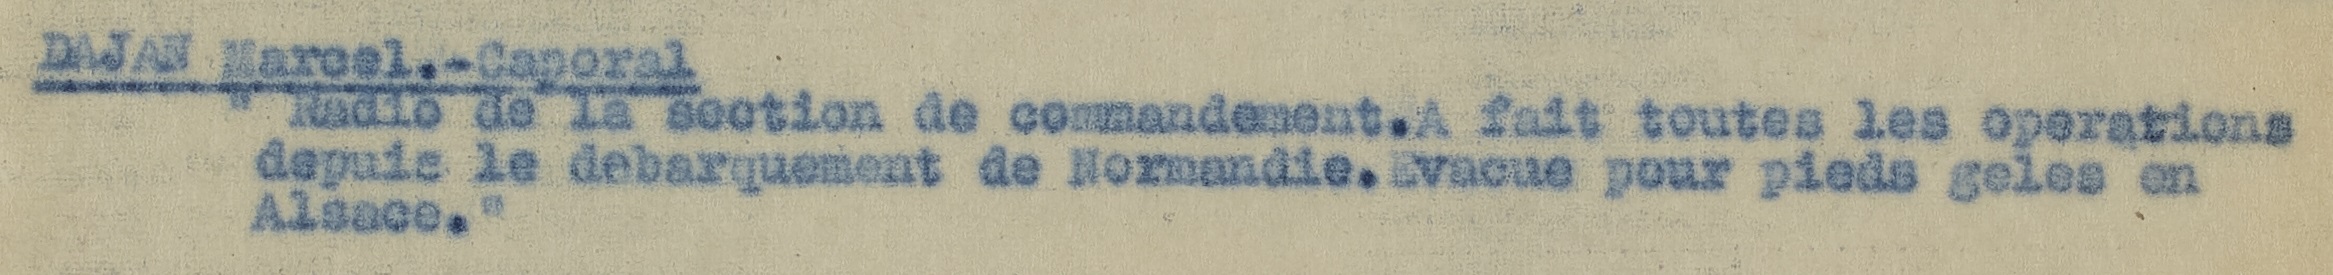 DAJAN Marcel.-Caporal
" Radio de la section de commandement.A fait toutes les operations
depuis le debarquement de Normandie.Evacue pour pieds geles en
Alsace."